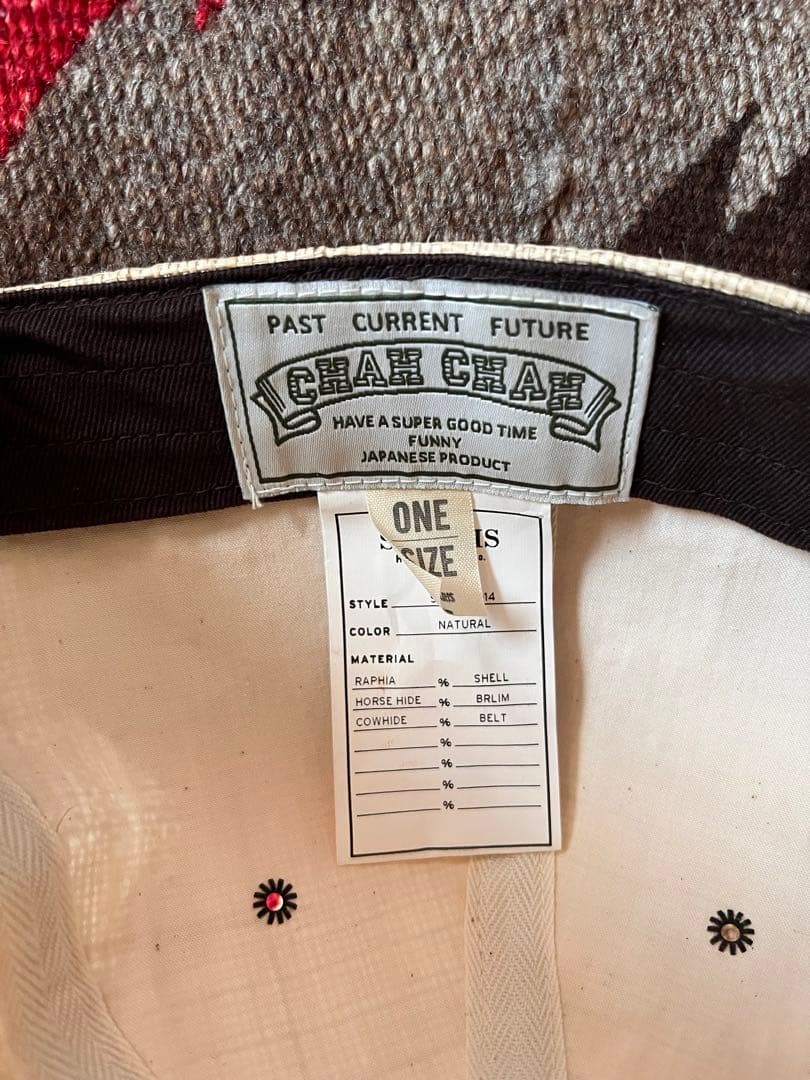 PAST CURRENT FUTURE
CHAH CHAH
HAVE A SUPER GOOD TIME
FUNNY
JAPANESE PRODUCT
ONE
SIZE
STYLE 14
COLOR NATURAL
MATERIAL
RAPHIA % SHELL
HORSE HIDE % BRLIM
COWHIDE % BELT
%
%
%
%